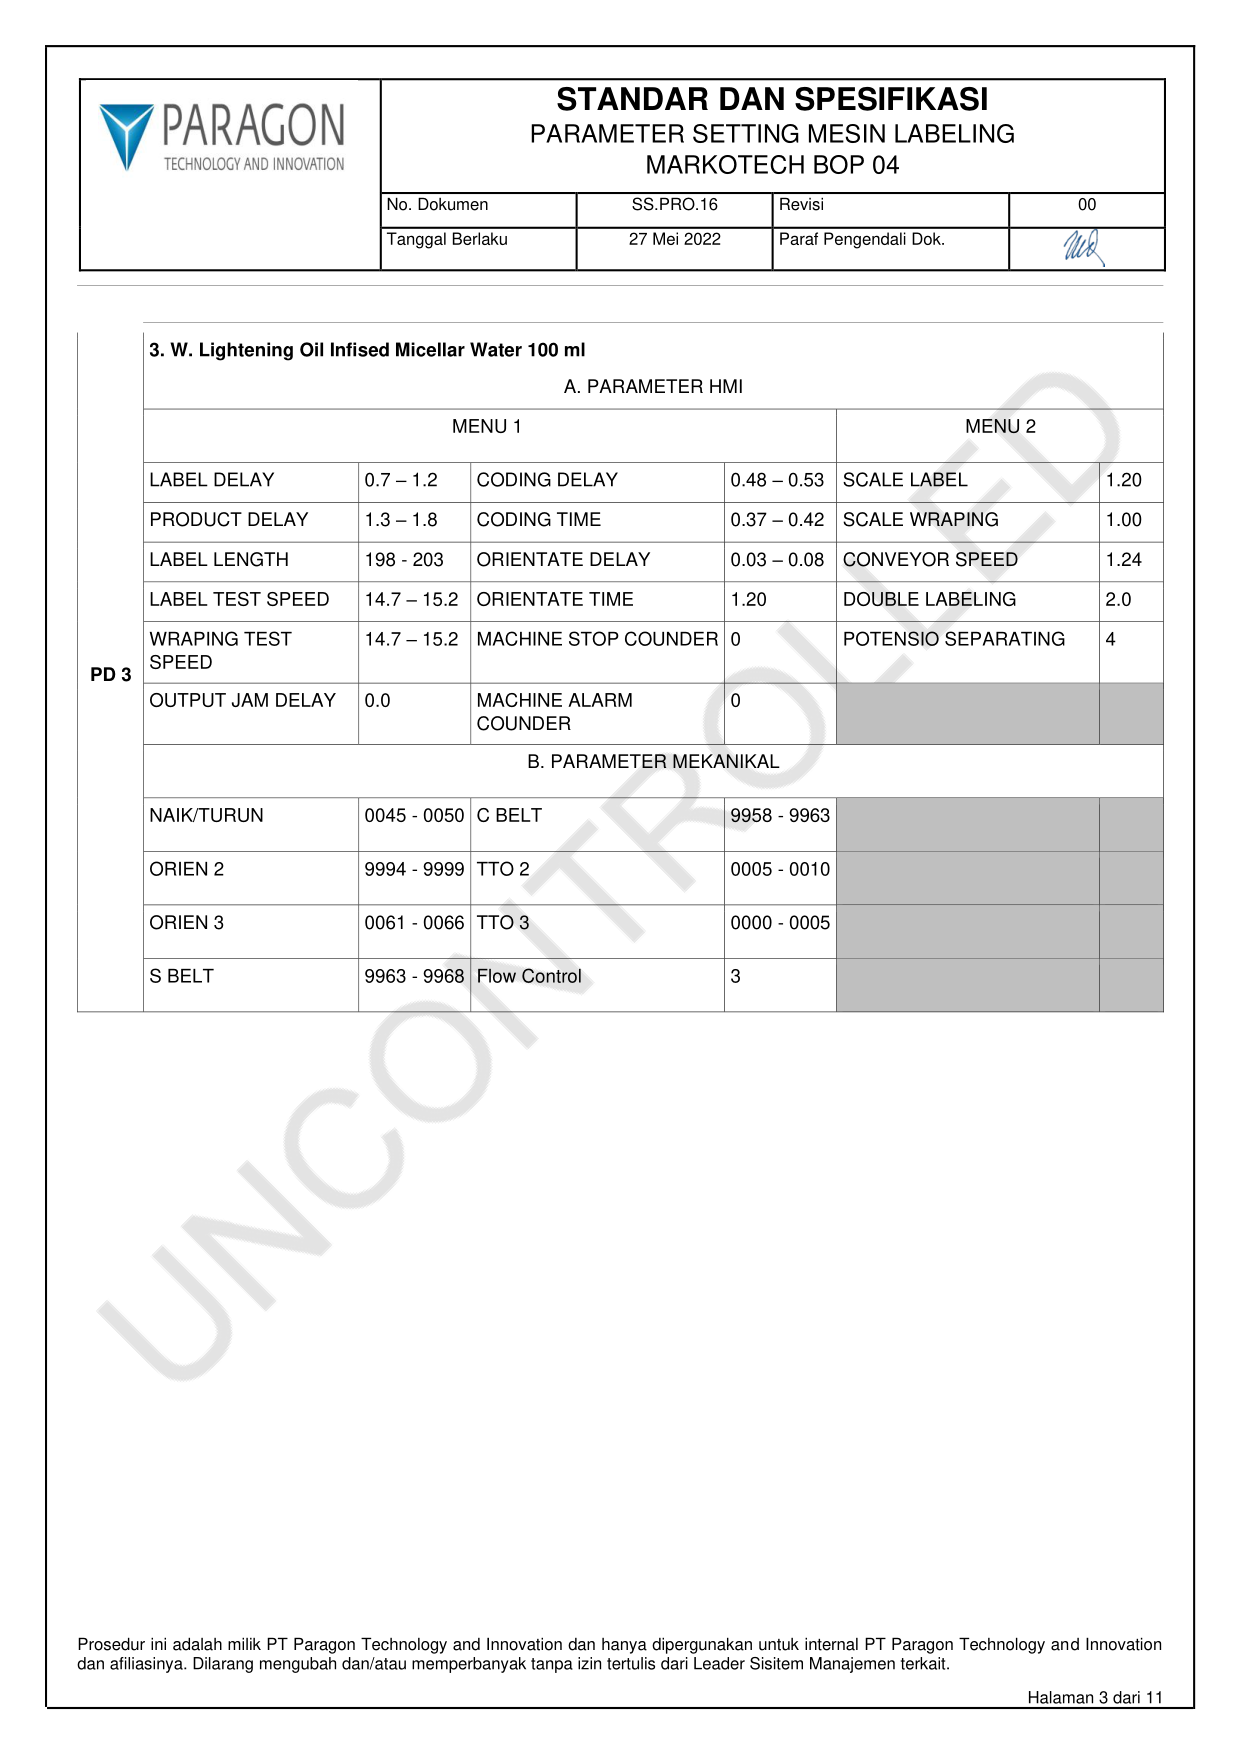 PARAGON
TECHNOLOGY AND INNOVATION
STANDAR DAN SPESIFIKASI
PARAMETER SETTING MESIN LABELING
MARKOTECH BOP 04
No. Dokumen SS.PRO.16 Revisi 00
Tanggal Berlaku 27 Mei 2022 Paraf Pengendali Dok.
3. W. Lightening Oil Infised Micellar Water 100 ml
A. PARAMETER HMI
MENU 1 MENU 2
LABEL DELAY 0.7 – 1.2 CODING DELAY 0.48 – 0.53 SCALE LABEL 1.20
PRODUCT DELAY 1.3 – 1.8 CODING TIME 0.37 – 0.42 SCALE WRAPING 1.00
LABEL LENGTH 198 - 203 ORIENTATE DELAY 0.03 – 0.08 CONVEYOR SPEED 1.24
LABEL TEST SPEED 14.7 – 15.2 ORIENTATE TIME 1.20 DOUBLE LABELING 2.0
WRAPING TEST 14.7 – 15.2 MACHINE STOP COUNDER 0 POTENSIO SEPARATING 4
SPEED
PD 3
OUTPUT JAM DELAY 0.0 MACHINE ALARM 0
COUNDER
B. PARAMETER MEKANIKAL
NAIK/TURUN 0045 - 0050 C BELT 9958 - 9963
ORIEN 2 9994 - 9999 TTO 2 0005 - 0010
ORIEN 3 0061 - 0066 TTO 3 0000 - 0005
S BELT 9963 - 9968 Flow Control 3
UNCONTROLLED
Prosedur ini adalah milik PT Paragon Technology and Innovation dan hanya dipergunakan untuk internal PT Paragon Technology and Innovation
dan afiliasinya. Dilarang mengubah dan/atau memperbanyak tanpa izin tertulis dari Leader Sisitem Manajemen terkait.
Halaman 3 dari 11